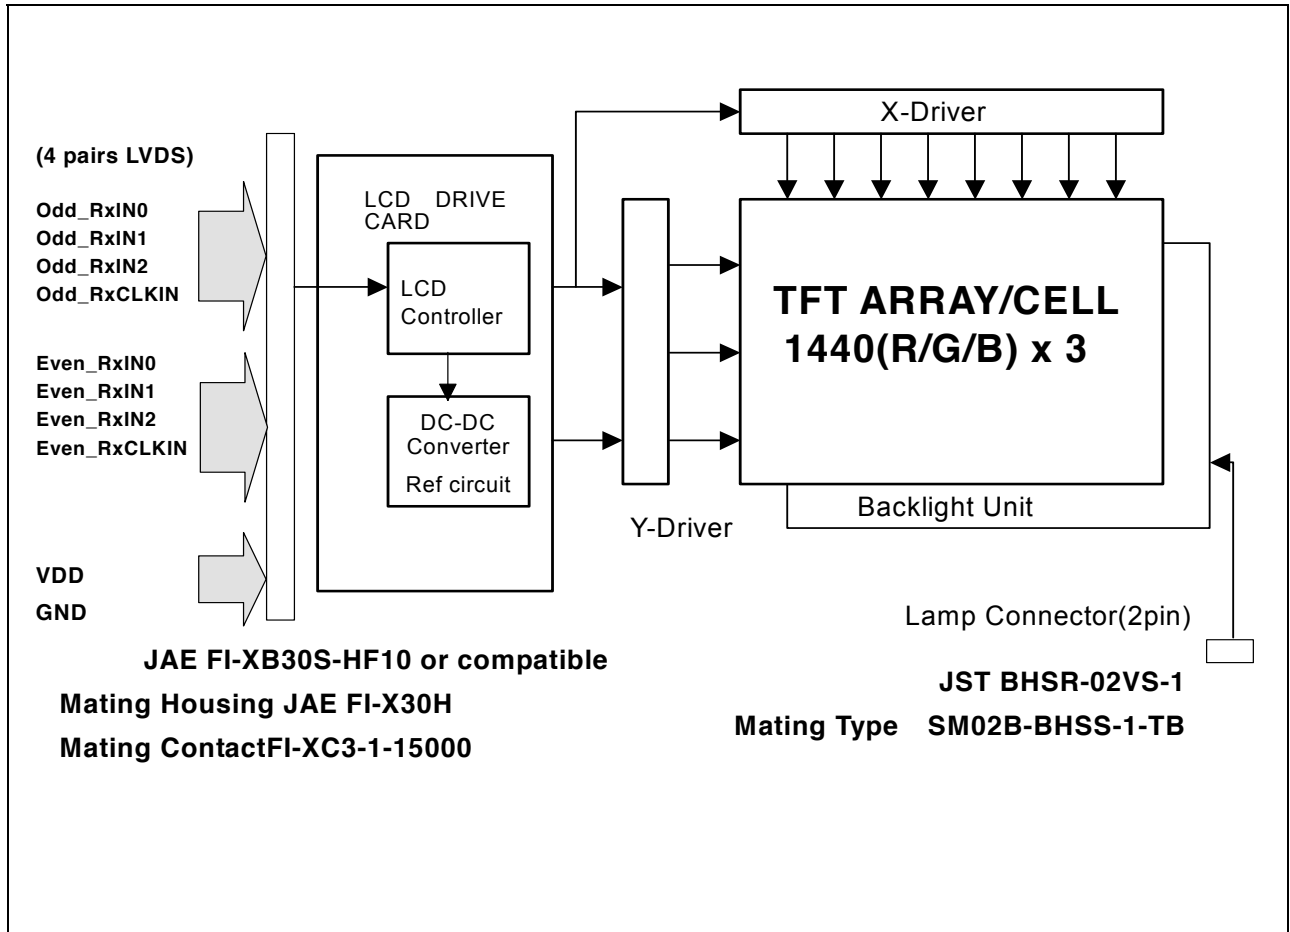 X-Driver
(4 pairs LVDS)
Odd_RxIN0
Odd_RxIN1
Odd_RxIN2
Odd_RxCLKIN
Even_RxIN0
Even_RxIN1
Even_RxIN2
Even_RxCLKIN
VDD
GND
LCD DRIVE
CARD
LCD
Controller
DC-DC
Converter
Ref circuit
Y-Driver
TFT ARRAY/CELL
1440(R/G/B) x 3
Backlight Unit
Lamp Connector(2pin)
JAE FI-XB30S-HF10 or compatible
Mating Housing JAE FI-X30H
Mating ContactFI-XC3-1-15000
JST BHSR-02VS-1
Mating Type SM02B-BHSS-1-TB